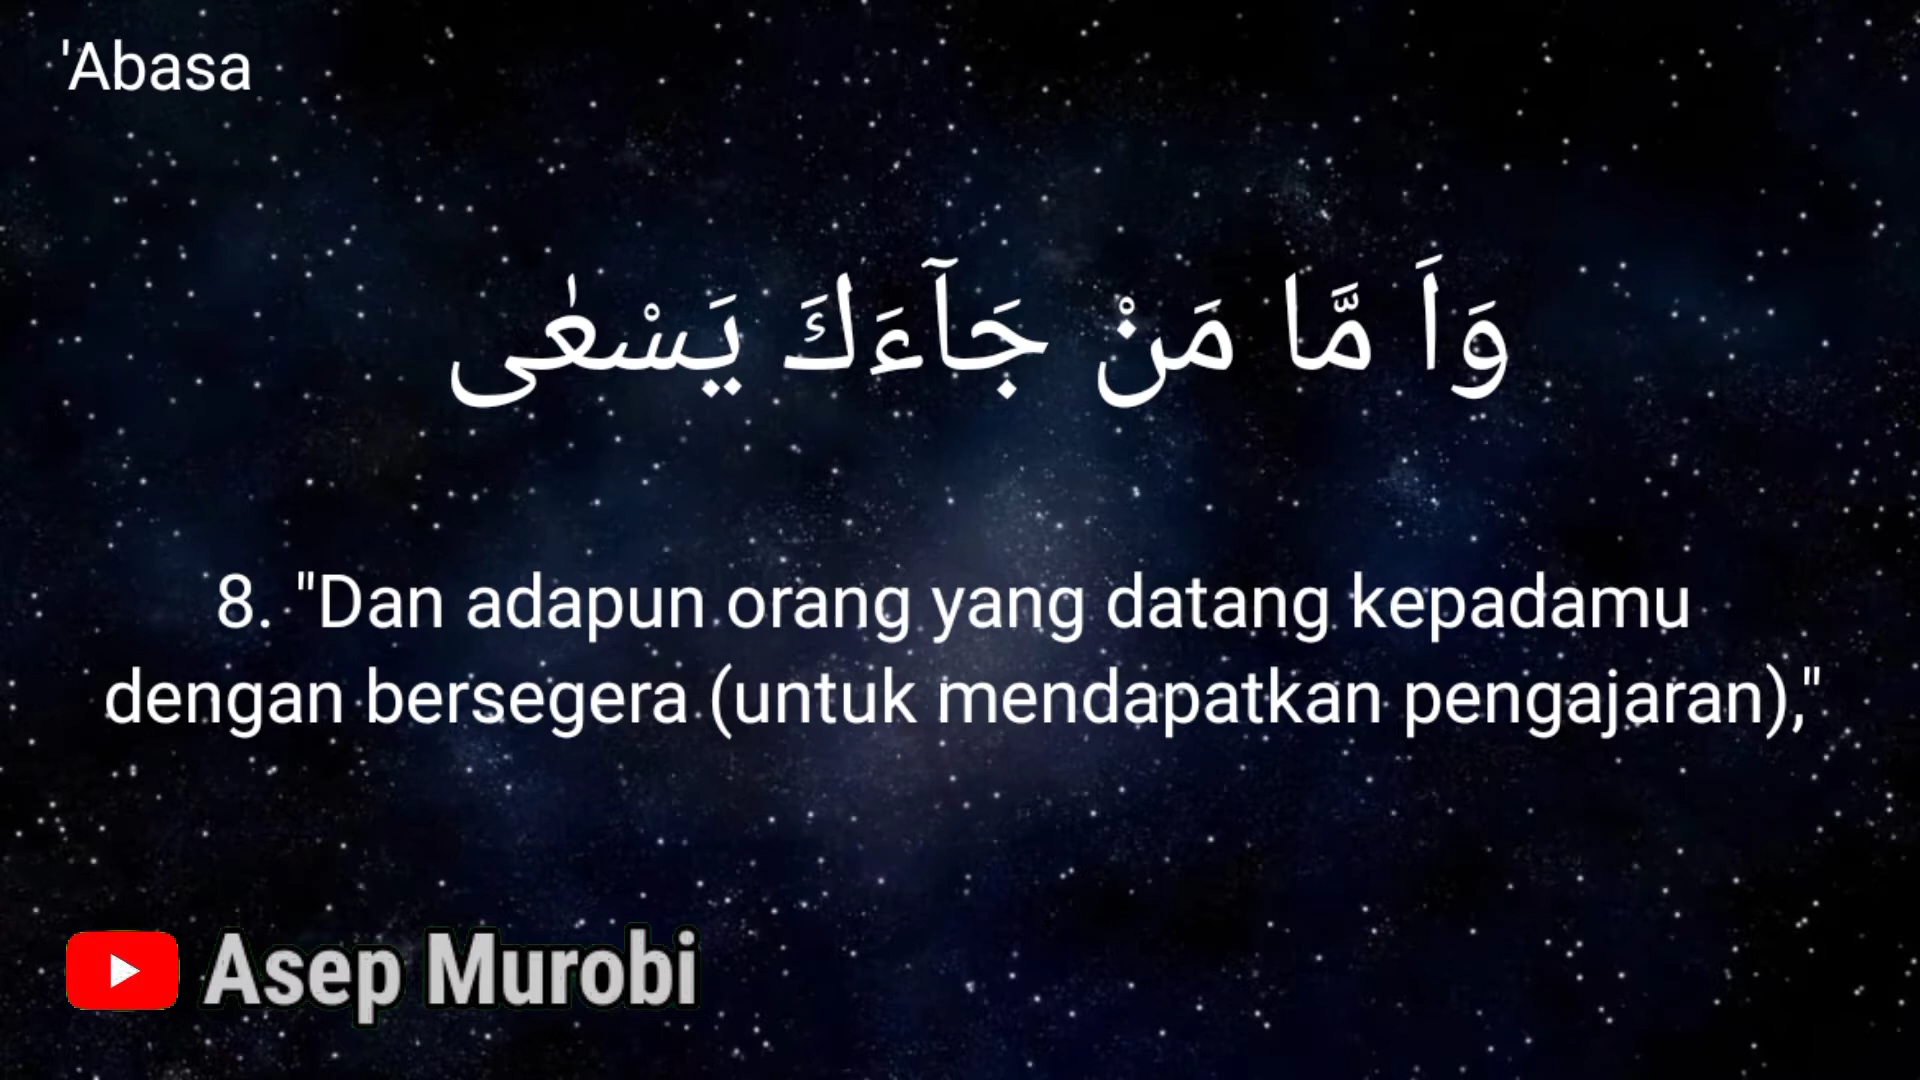 'Abasa
وَاَ مَّا مَنْ جَآءَكَ يَسْعٰى
8. "Dan adapun orang yang datang kepadamu
dengan bersegera (untuk mendapatkan pengajaran),"
Asep Murobi